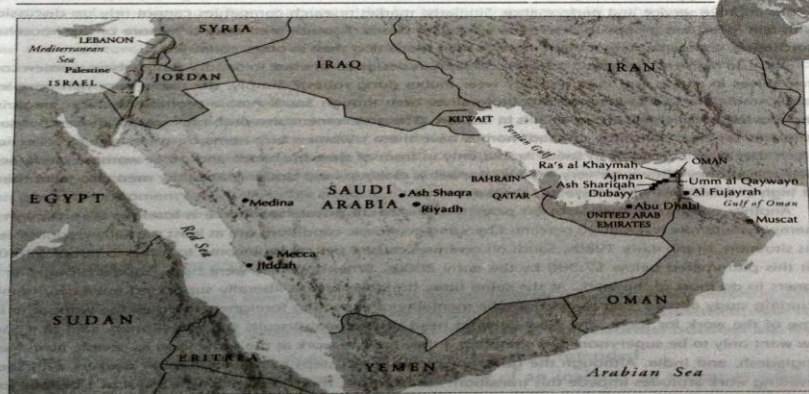 SYRIA
LEBANON
Mediterranean
Sea
Palestine
ISRAEL
JORDAN
IRAQ
IRAN
KUWAIT
Persian Gulf
BAHRAIN
QATAR
Ra's al Khaymah
OMAN
Ajman
Umm al Qaywayn
Ash Shariqah
Al Fujayrah
Dubayy
Gulf of Oman
Abu Dhabi
UNITED ARAB
EMIRATES
Muscat
EGYPT
Medina
SAUDI
ARABIA
Ash Shaqra
Riyadh
Red Sea
Mecca
Jiddah
OMAN
SUDAN
ERITREA
YEMEN
Arabian Sea